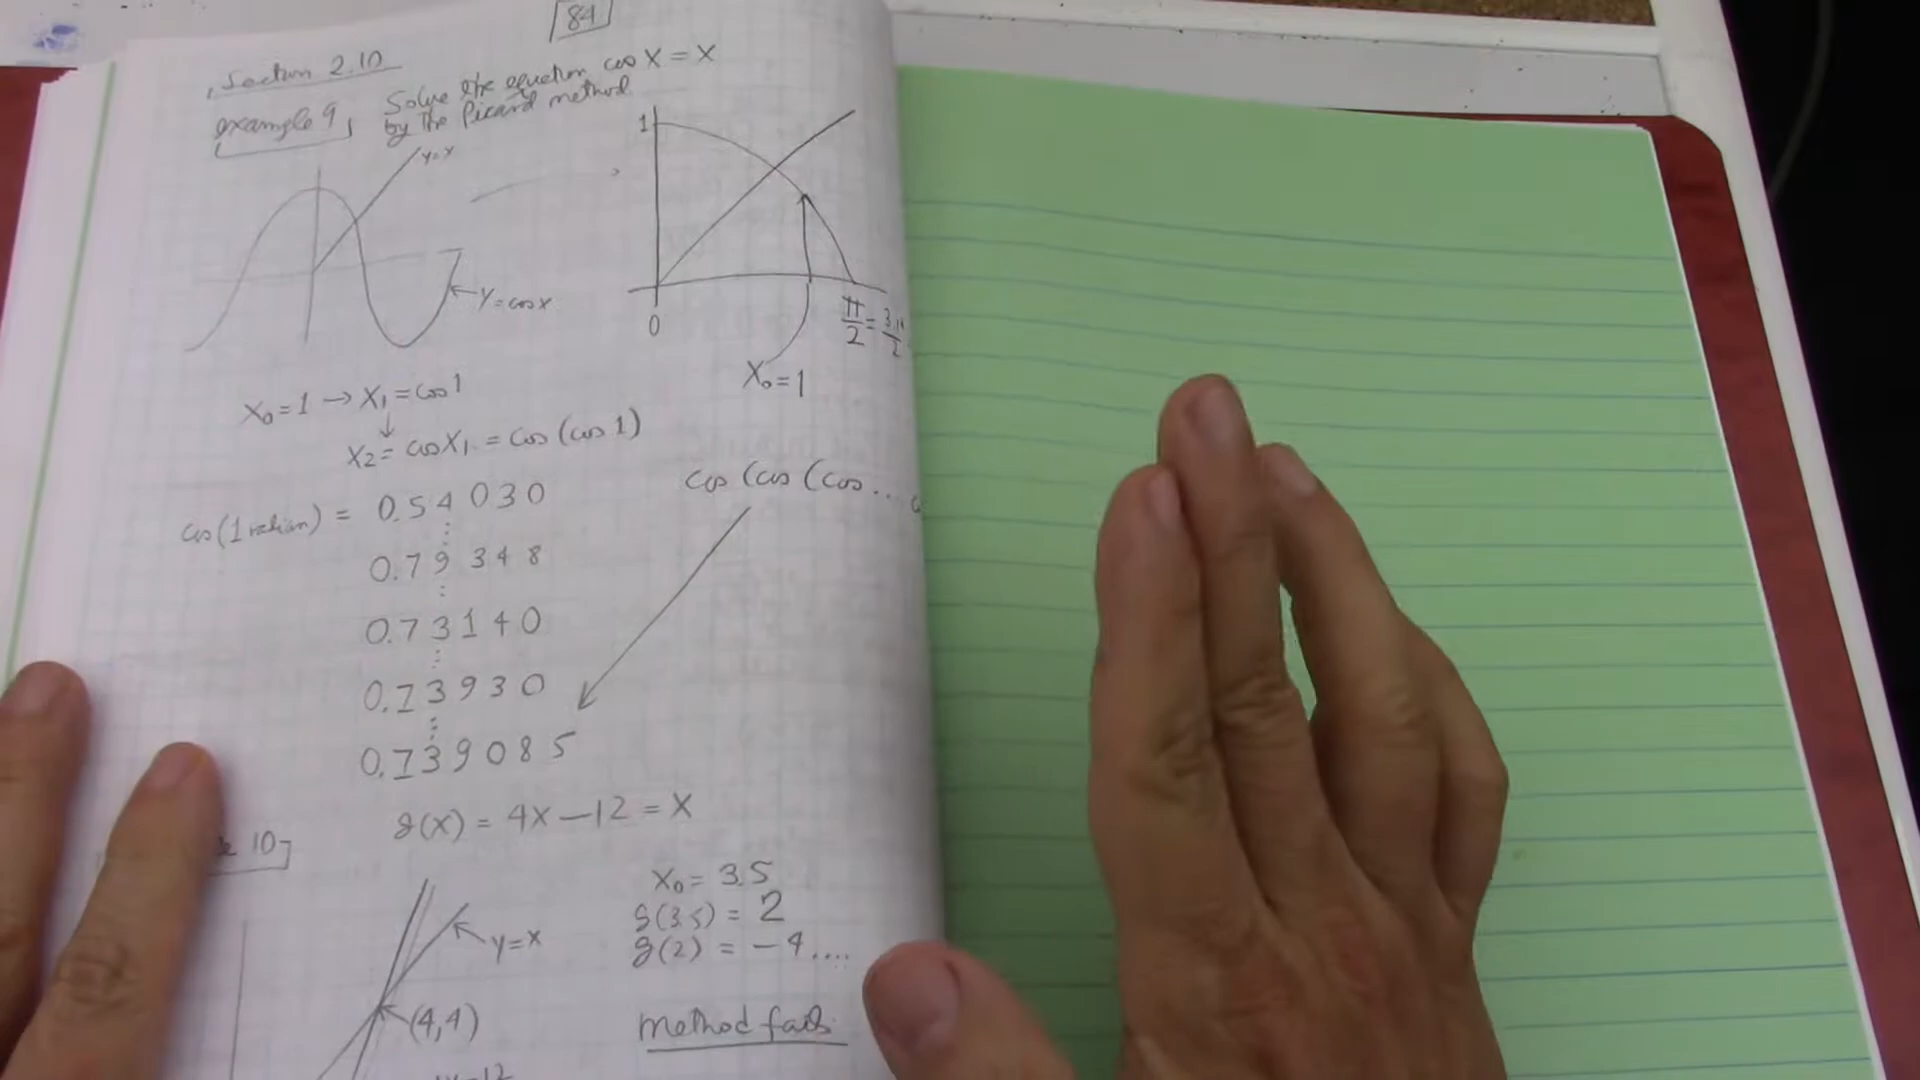 84
Section 2.10
example 9, Solve the equation cos X = X
by the Picard method
y=x
1
Y=cosx
0
π/2 = 3.14/2
X₀=1
X₀=1 → X₁=cos1
↓
X₂= cosX₁ = cos(cos 1)
cos (cos (cos...
cos(1 radian) = 0.54030
0.79348
0.73140
0.73930
0.739085
g(x) = 4x-12 = X
10
X₀= 3.5
g(3.5) = 2
g(2) = -4....
y=x
(4,4)
method fails